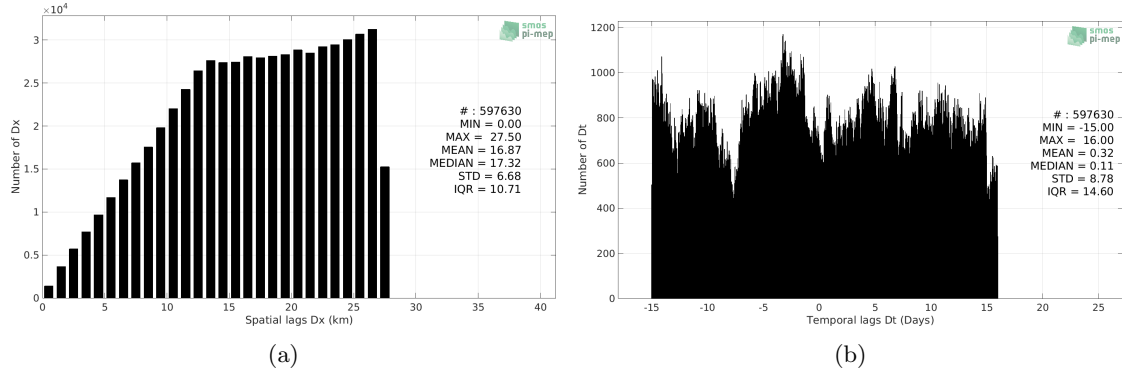 ×10⁴
3
2.5
2
1.5
1
0.5
0
Number of Dx
smos
pi-mep
# : 597630
MIN = 0.00
MAX = 27.50
MEAN = 16.87
MEDIAN = 17.32
STD = 6.68
IQR = 10.71
0 5 10 15 20 25 30 35 40
Spatial lags Dx (km)
(a)
1200
1000
800
600
400
200
0
Number of Dt
smos
pi-mep
# : 597630
MIN = -15.00
MAX = 16.00
MEAN = 0.32
MEDIAN = 0.11
STD = 8.78
IQR = 14.60
-15 -10 -5 0 5 10 15 20 25
Temporal lags Dt (Days)
(b)